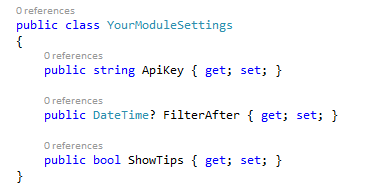 0 references
public class YourModuleSettings
{
0 references
public string ApiKey { get; set; }
0 references
public DateTime? FilterAfter { get; set; }
0 references
public bool ShowTips { get; set; }
}